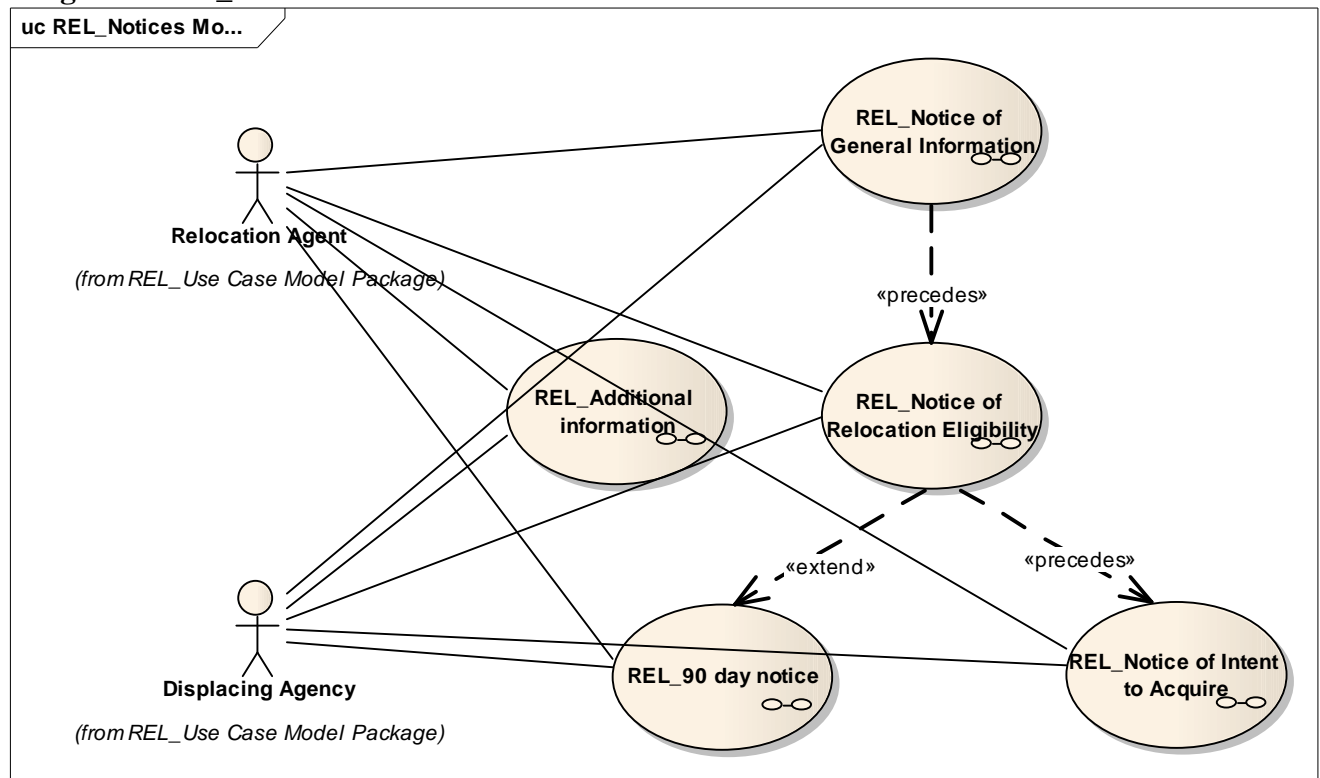 uc REL_Notices Mo...
REL_Notice of
General Information
Relocation Agent
(from REL_Use Case Model Package)
«precedes»
REL_Additional
information
REL_Notice of
Relocation Eligibility
«extend»
«precedes»
Displacing Agency
(from REL_Use Case Model Package)
REL_90 day notice
REL_Notice of Intent
to Acquire